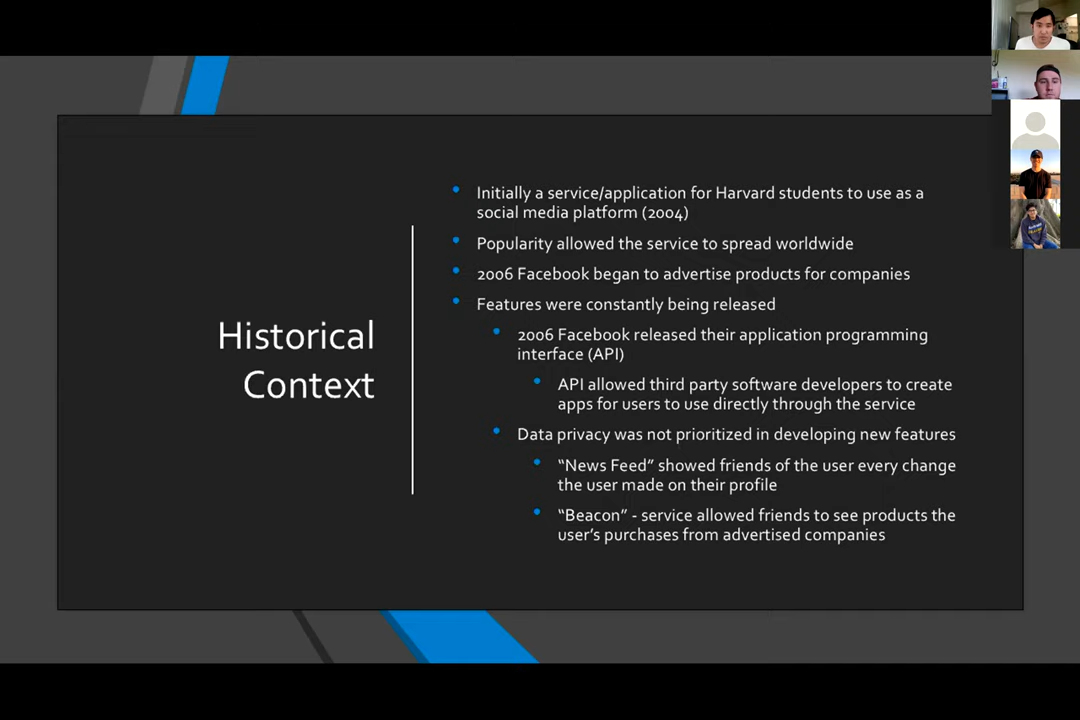 Historical
Context
Initially a service/application for Harvard students to use as a
social media platform (2004)
Popularity allowed the service to spread worldwide
2006 Facebook began to advertise products for companies
Features were constantly being released
2006 Facebook released their application programming
interface (API)
API allowed third party software developers to create
apps for users to use directly through the service
Data privacy was not prioritized in developing new features
“News Feed” showed friends of the user every change
the user made on their profile
“Beacon” - service allowed friends to see products the
user’s purchases from advertised companies